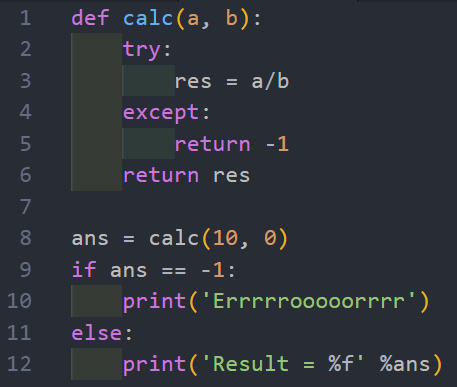 1 def calc(a, b):
2     try:
3         res = a/b
4     except:
5         return -1
6     return res
7
8 ans = calc(10, 0)
9 if ans == -1:
10     print('Errrrrooooorrrr')
11 else:
12     print('Result = %f' %ans)